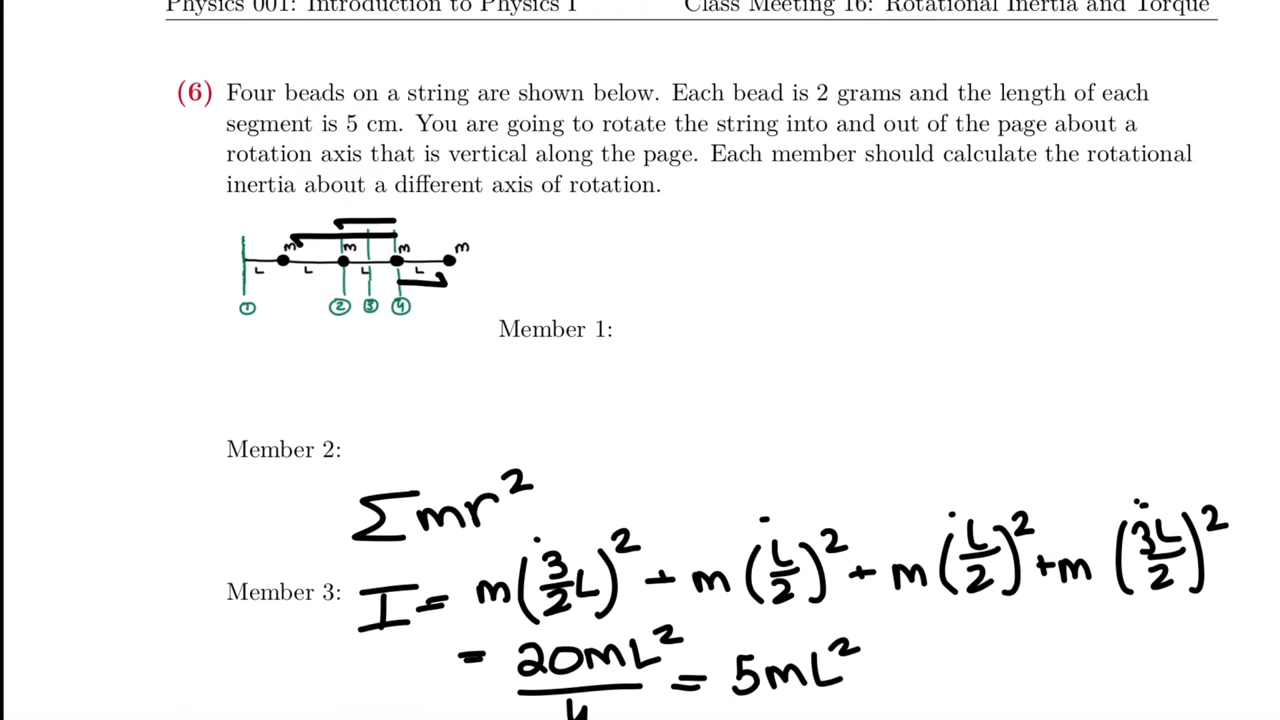 Physics 001: Introduction to Physics I Class Meeting 16: Rotational Inertia and Torque
(6) Four beads on a string are shown below. Each bead is 2 grams and the length of each
segment is 5 cm. You are going to rotate the string into and out of the page about a
rotation axis that is vertical along the page. Each member should calculate the rotational
inertia about a different axis of rotation.
m m m m
L L L L
① ② ③ ④
Member 1:
Member 2:
Σmr²
Member 3: I = m(3/2 L)² + m(L/2)² + m(L/2)² + m(3L/2)²
= 20mL²/4 = 5mL²